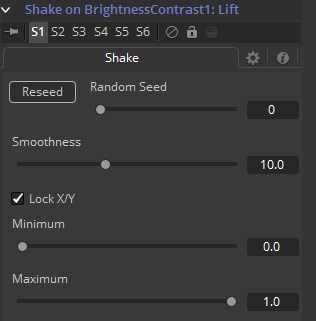 Shake on BrightnessContrast1: Lift
S1 S2 S3 S4 S5 S6
Shake
Reseed
Random Seed
0
Smoothness
10.0
Lock X/Y
Minimum
0.0
Maximum
1.0